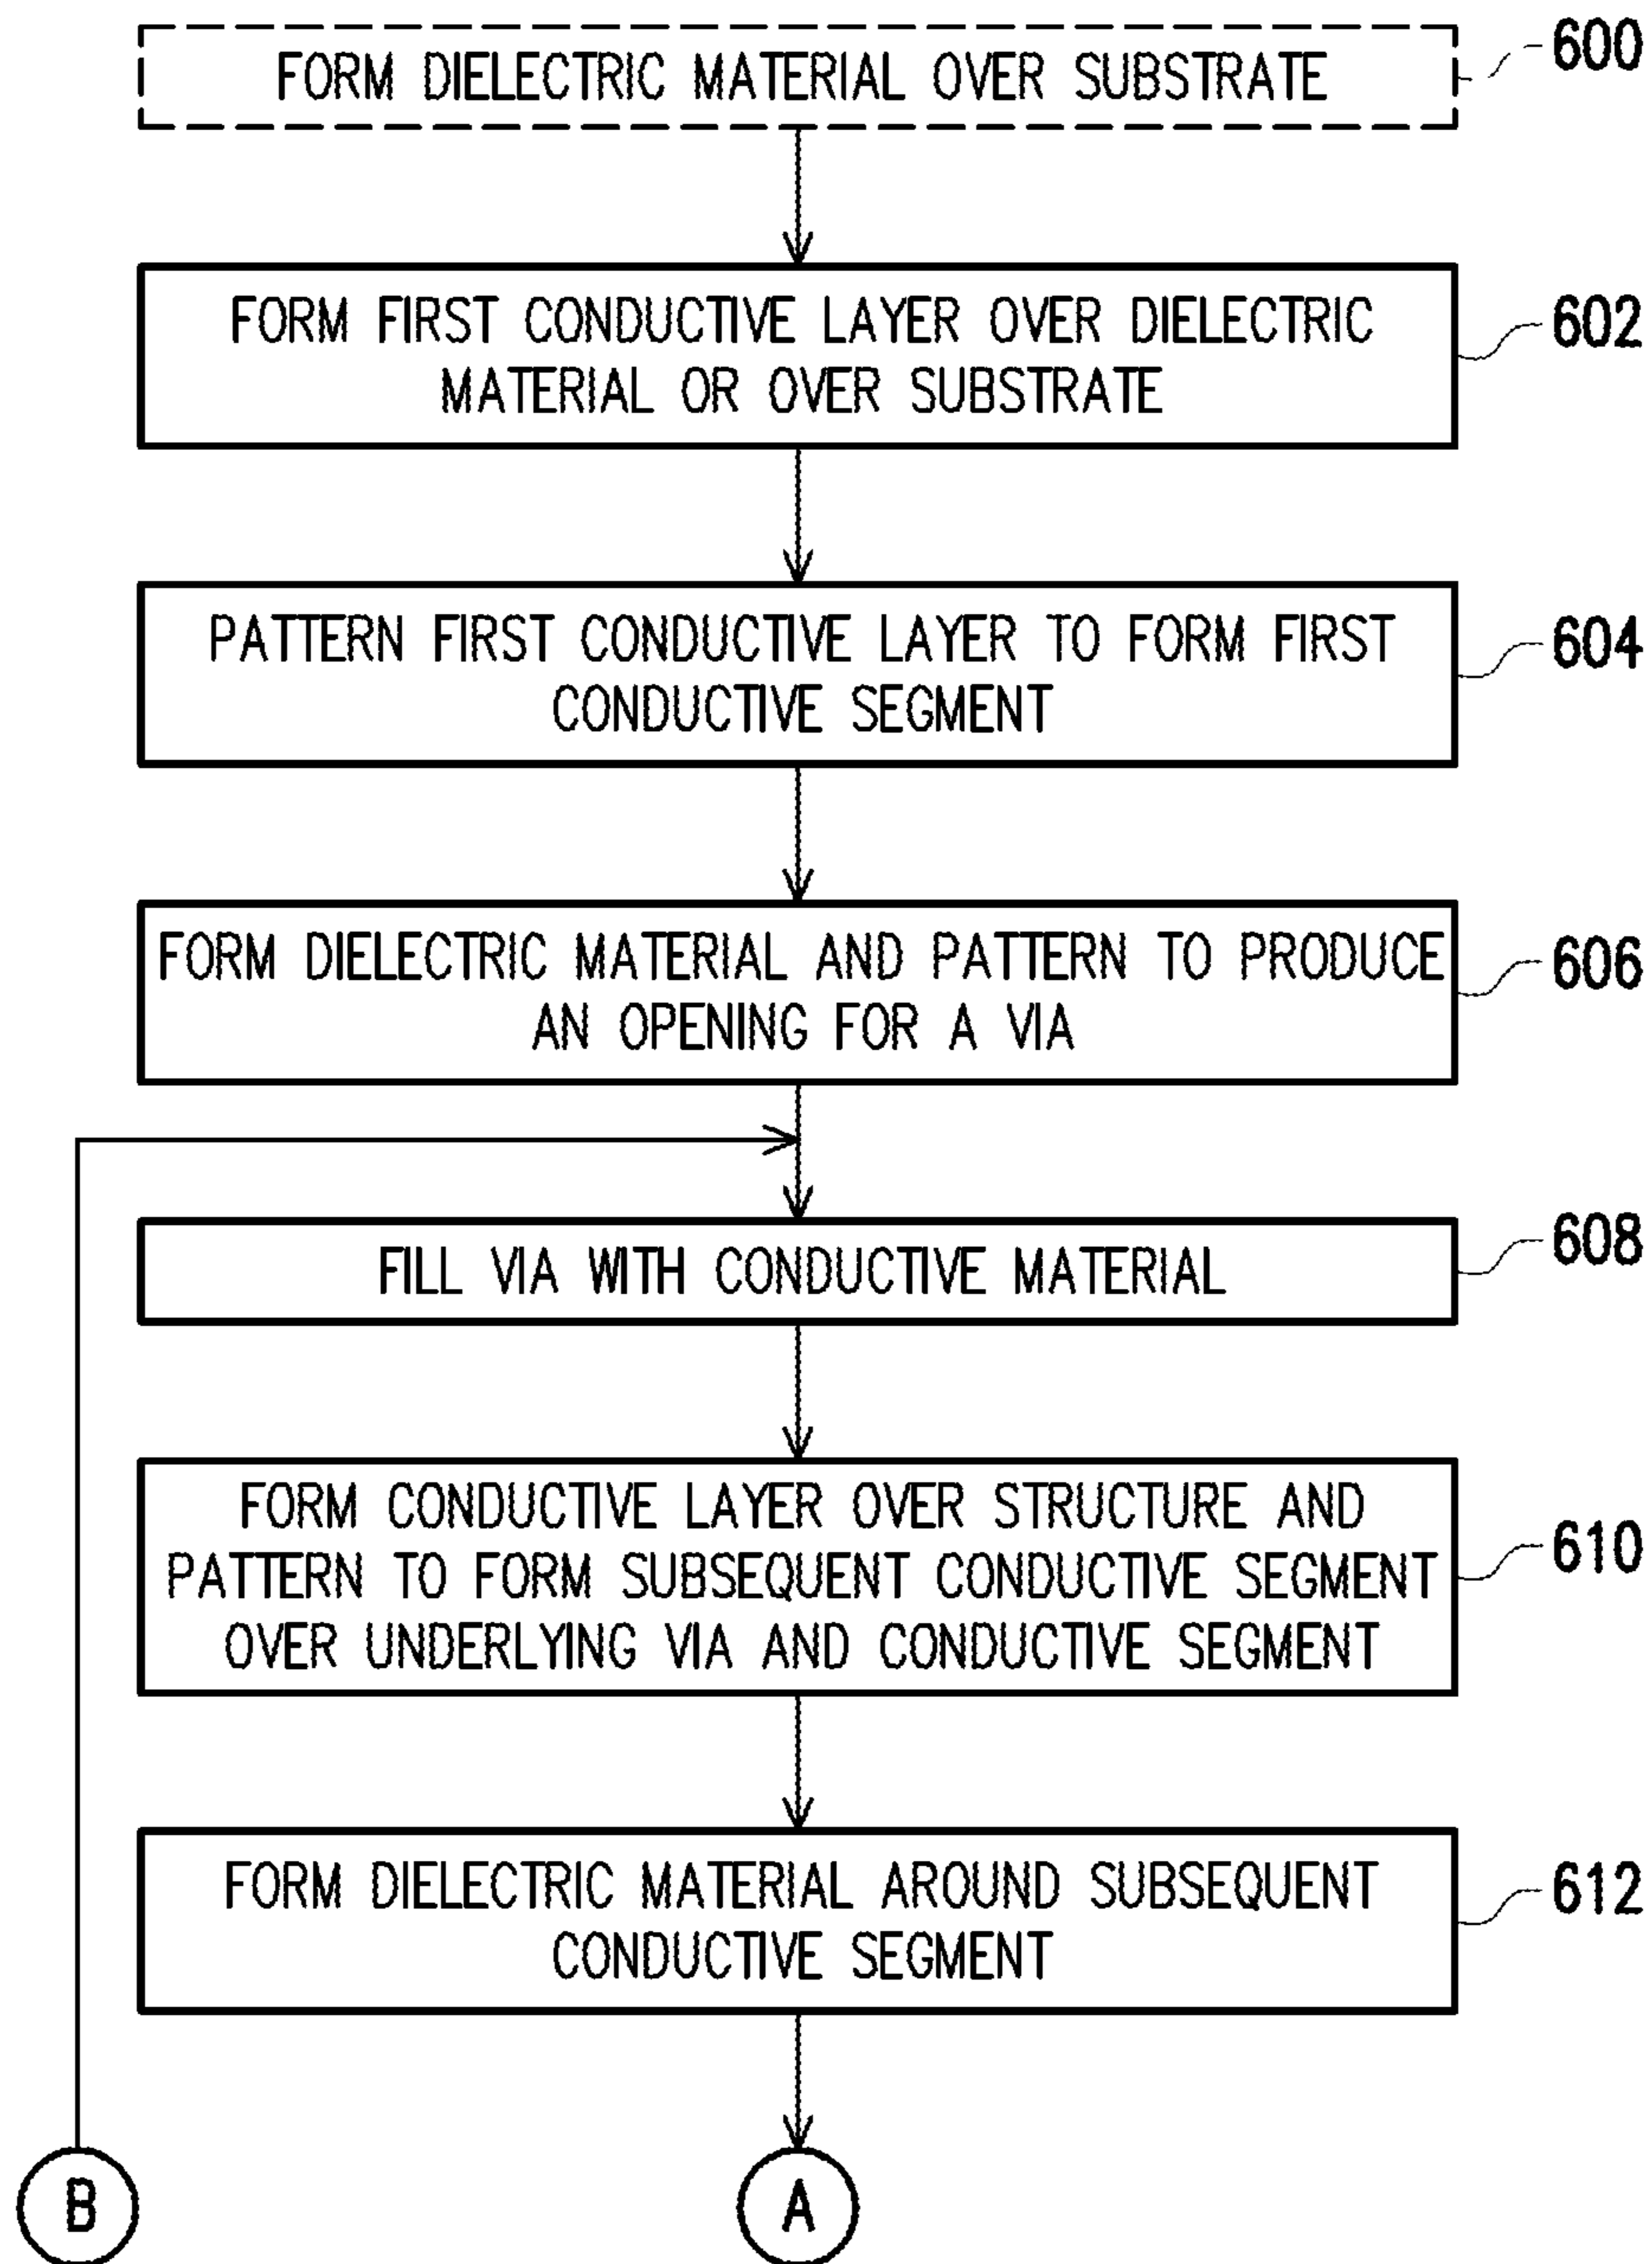 FORM DIELECTRIC MATERIAL OVER SUBSTRATE
600
FORM FIRST CONDUCTIVE LAYER OVER DIELECTRIC
MATERIAL OR OVER SUBSTRATE
602
PATTERN FIRST CONDUCTIVE LAYER TO FORM FIRST
CONDUCTIVE SEGMENT
604
FORM DIELECTRIC MATERIAL AND PATTERN TO PRODUCE
AN OPENING FOR A VIA
606
FILL VIA WITH CONDUCTIVE MATERIAL
608
FORM CONDUCTIVE LAYER OVER STRUCTURE AND
PATTERN TO FORM SUBSEQUENT CONDUCTIVE SEGMENT
OVER UNDERLYING VIA AND CONDUCTIVE SEGMENT
610
FORM DIELECTRIC MATERIAL AROUND SUBSEQUENT
CONDUCTIVE SEGMENT
612
B
A